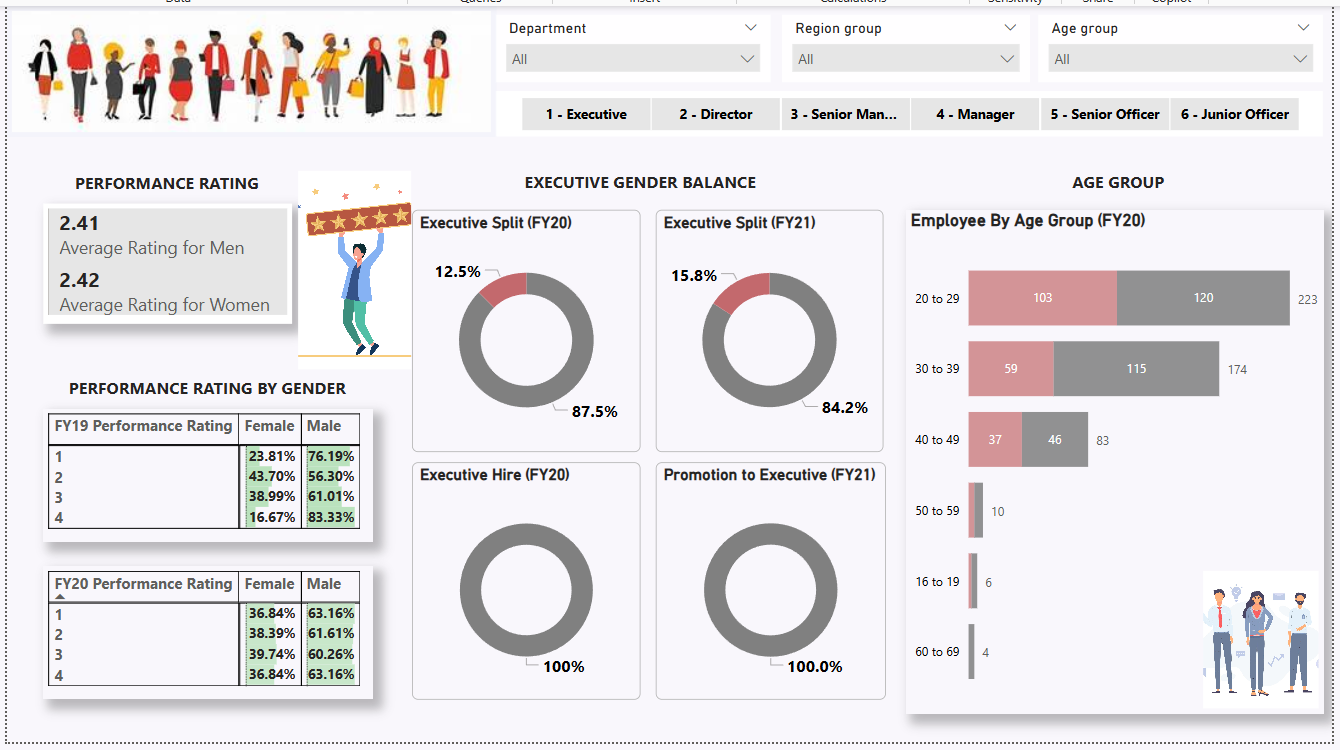 Data Queries Insert Calculations Sensitivity Share Copilot
Department
All
Region group
All
Age group
All
1 - Executive
2 - Director
3 - Senior Man...
4 - Manager
5 - Senior Officer
6 - Junior Officer
PERFORMANCE RATING
2.41
Average Rating for Men
2.42
Average Rating for Women
PERFORMANCE RATING BY GENDER
FY19 Performance Rating Female Male
1 23.81% 76.19%
2 43.70% 56.30%
3 38.99% 61.01%
4 16.67% 83.33%
FY20 Performance Rating Female Male
1 36.84% 63.16%
2 38.39% 61.61%
3 39.74% 60.26%
4 36.84% 63.16%
EXECUTIVE GENDER BALANCE
Executive Split (FY20)
12.5%
87.5%
Executive Split (FY21)
15.8%
84.2%
Executive Hire (FY20)
100%
Promotion to Executive (FY21)
100.0%
AGE GROUP
Employee By Age Group (FY20)
20 to 29 103 120 223
30 to 39 59 115 174
40 to 49 37 46 83
50 to 59 10
16 to 19 6
60 to 69 4